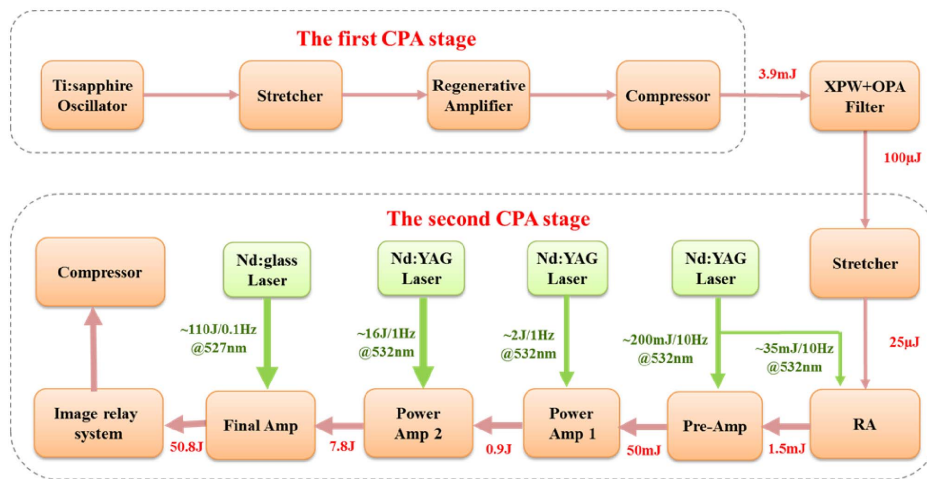 The first CPA stage
Ti:sapphire
Oscillator
Stretcher
Regenerative
Amplifier
Compressor
3.9mJ
XPW+OPA
Filter
100μJ
The second CPA stage
Compressor
Nd:glass
Laser
Nd:YAG
Laser
Nd:YAG
Laser
Nd:YAG
Laser
Stretcher
~110J/0.1Hz
@527nm
~16J/1Hz
@532nm
~2J/1Hz
@532nm
~200mJ/10Hz
@532nm
~35mJ/10Hz
@532nm
25μJ
Image relay
system
50.8J
Final Amp
7.8J
Power
Amp 2
0.9J
Power
Amp 1
50mJ
Pre-Amp
1.5mJ
RA